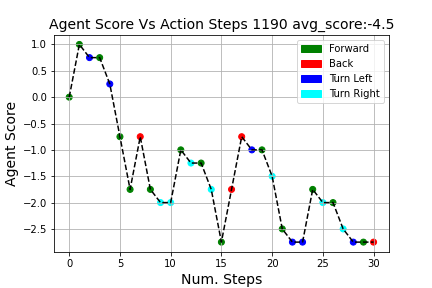 Agent Score Vs Action Steps 1190 avg_score:-4.5
Forward
Back
Turn Left
Turn Right
1.0
0.5
0.0
−0.5
−1.0
−1.5
−2.0
−2.5
Agent Score
0 5 10 15 20 25 30
Num. Steps